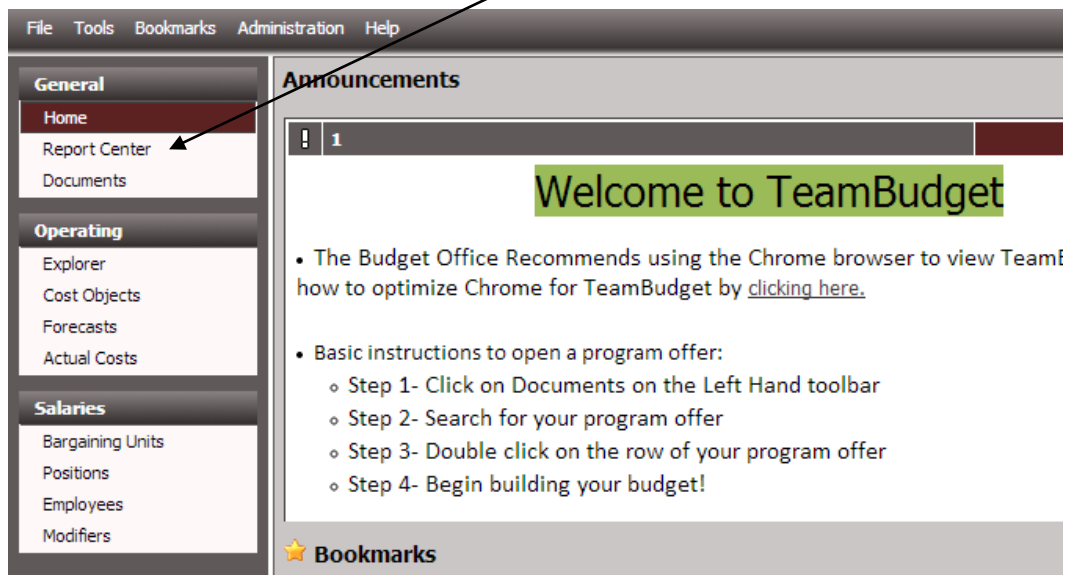 File Tools Bookmarks Administration Help
General
Home
Report Center
Documents
Operating
Explorer
Cost Objects
Forecasts
Actual Costs
Salaries
Bargaining Units
Positions
Employees
Modifiers
Announcements
! 1
Welcome to TeamBudget
• The Budget Office Recommends using the Chrome browser to view
how to optimize Chrome for TeamBudget by clicking here.
• Basic instructions to open a program offer:
◦ Step 1- Click on Documents on the Left Hand toolbar
◦ Step 2- Search for your program offer
◦ Step 3- Double click on the row of your program offer
◦ Step 4- Begin building your budget!
Bookmarks